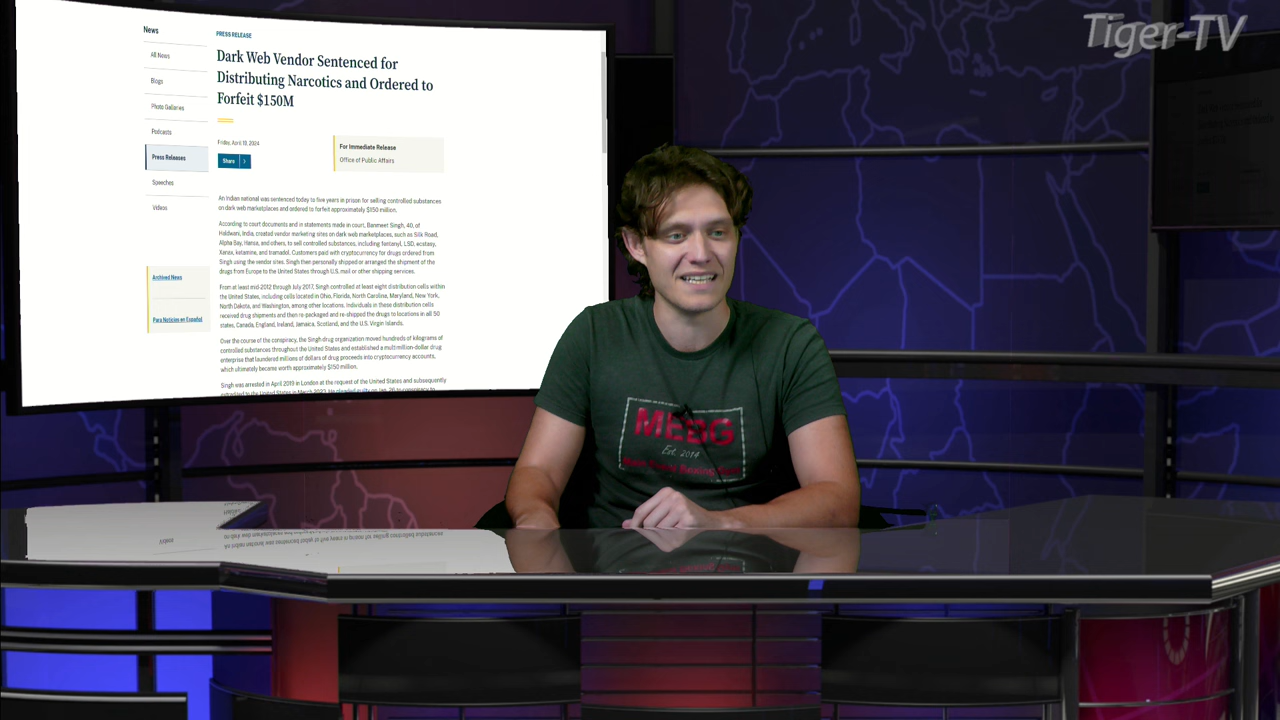 Tiger-TV
News
All News
Blogs
Photo Galleries
Podcasts
Press Releases
Speeches
Videos
Archived News
Para Noticias en Español
PRESS RELEASE
Dark Web Vendor Sentenced for
Distributing Narcotics and Ordered to
Forfeit $150M
Friday, April 19, 2024
Share
For Immediate Release
Office of Public Affairs
An Indian national was sentenced today to five years in prison for selling controlled substances
on dark web marketplaces and ordered to forfeit approximately $150 million.
According to court documents and in statements made in court, Banmeet Singh, 40, of
Haldwani, India, created vendor marketing sites on dark web marketplaces, such as Silk Road,
Alpha Bay, Hansa, and others, to sell controlled substances, including fentanyl, LSD, ecstasy,
Xanax, ketamine, and tramadol. Customers paid with cryptocurrency for drugs ordered from
Singh using the vendor sites. Singh then personally shipped or arranged the shipment of the
drugs from Europe to the United States through U.S. mail or other shipping services.
From at least mid-2012 through July 2017, Singh controlled at least eight distribution cells within
the United States, including cells located in Ohio, Florida, North Carolina, Maryland, New York,
North Dakota, and Washington, among other locations. Individuals in these distribution cells
received drug shipments and then re-packaged and re-shipped the drugs to locations in all 50
states, Canada, England, Ireland, Jamaica, Scotland, and the U.S. Virgin Islands.
Over the course of the conspiracy, the Singh drug organization moved hundreds of kilograms of
controlled substances throughout the United States and established a multimillion-dollar drug
enterprise that laundered millions of dollars of drug proceeds into cryptocurrency accounts,
which ultimately became worth approximately $150 million.
Singh was arrested in April 2019 in London at the request of the United States and subsequently
MEBG
Est. 2014